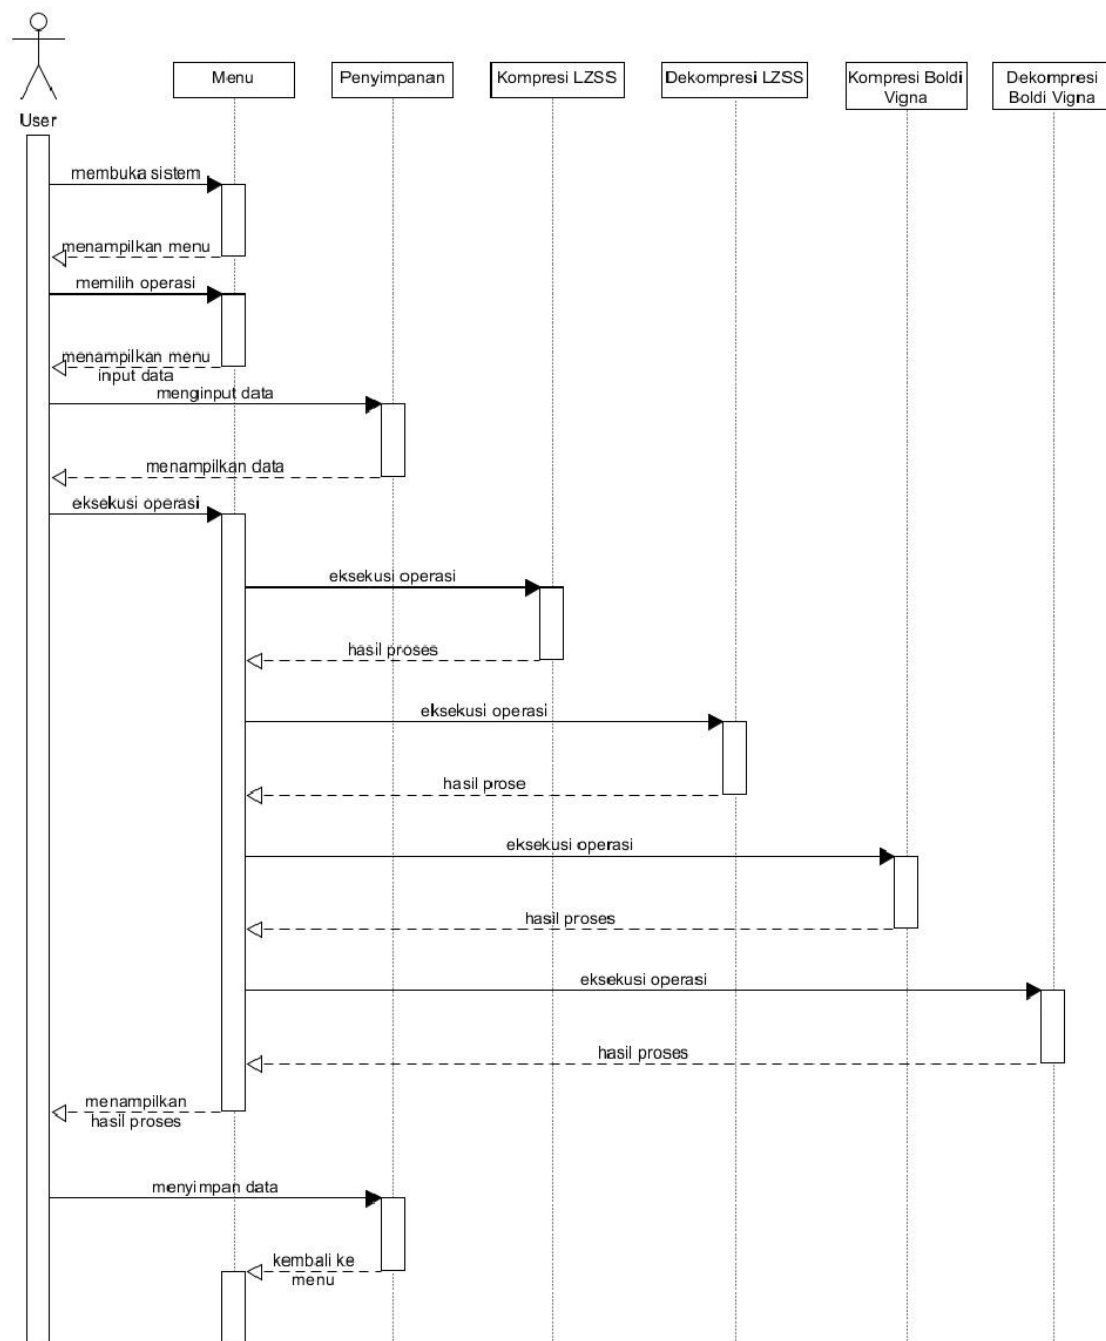 User
Menu
Penyimpanan
Kompresi LZSS
Dekompresi LZSS
Kompresi Boldi
Vigna
Dekompresi
Boldi Vigna
membuka sistem
menampilkan menu
memilih operasi
menampilkan menu
input data
menginput data
menampilkan data
eksekusi operasi
eksekusi operasi
hasil proses
eksekusi operasi
hasil prose
eksekusi operasi
hasil proses
eksekusi operasi
hasil proses
menampilkan
hasil proses
menyimpan data
kembali ke
menu